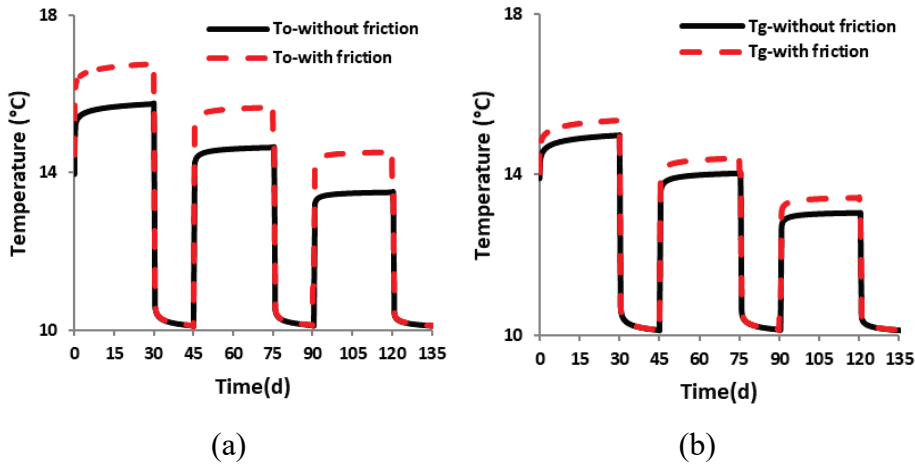 18
14
10
Temperature (°C)
To-without friction
To-with friction
0 15 30 45 60 75 90 105 120 135
Time(d)
(a)
18
14
10
Temperature (°C)
Tg-without friction
Tg-with friction
0 15 30 45 60 75 90 105 120 135
Time(d)
(b)